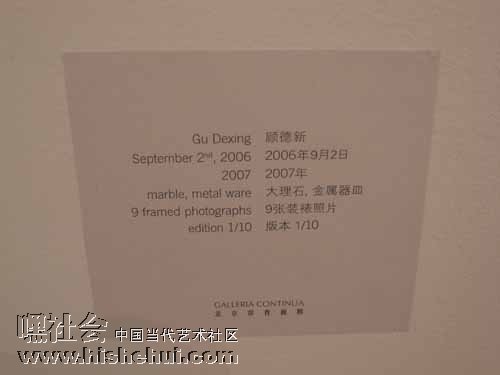 Gu Dexing 顾德新
September 2nd, 2006 2006年9月2日
2007 2007年
marble, metal ware 大理石, 金属器皿
9 framed photographs 9张装裱照片
edition 1/10 版本 1/10
GALLERIA CONTINUA
嘿社会 中国当代艺术社区
www.hishehui.com